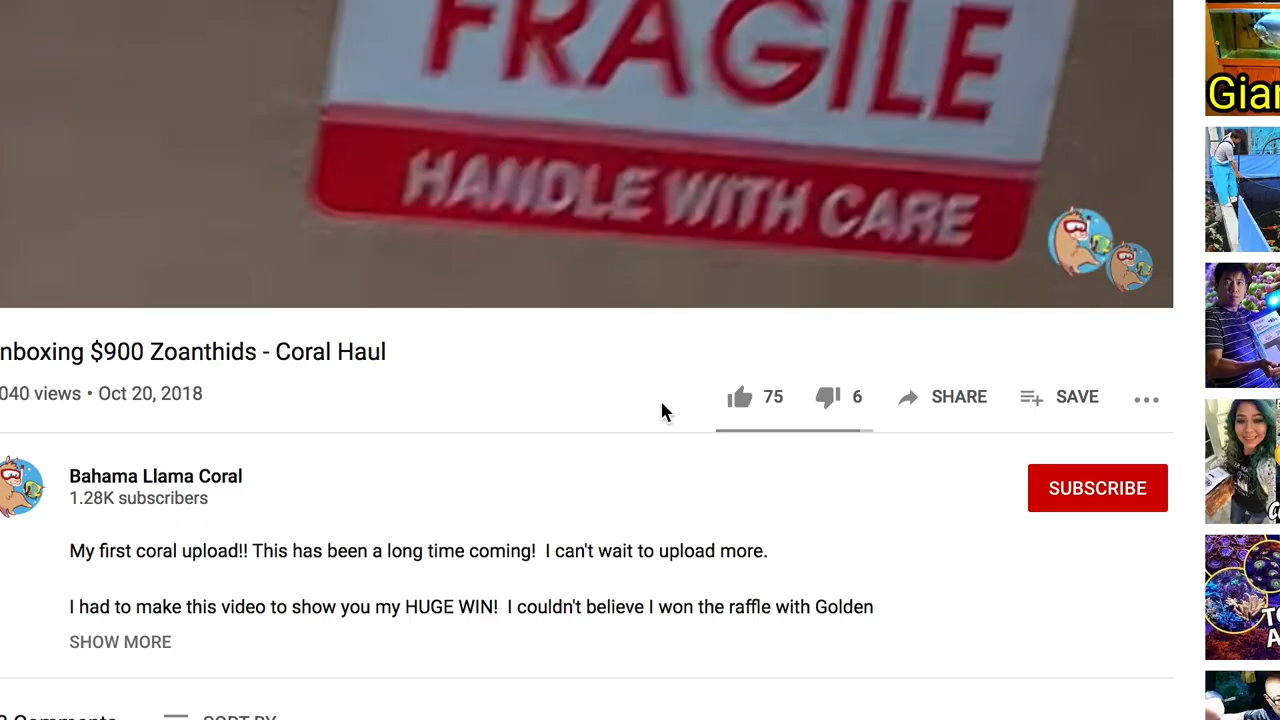 FRAGILE
HANDLE WITH CARE
Gia
nboxing $900 Zoanthids - Coral Haul
040 views • Oct 20, 2018
75 6 SHARE SAVE
Bahama Llama Coral
1.28K subscribers
SUBSCRIBE
My first coral upload!! This has been a long time coming! I can't wait to upload more.
I had to make this video to show you my HUGE WIN! I couldn't believe I won the raffle with Golden
SHOW MORE
Comments SORT BY